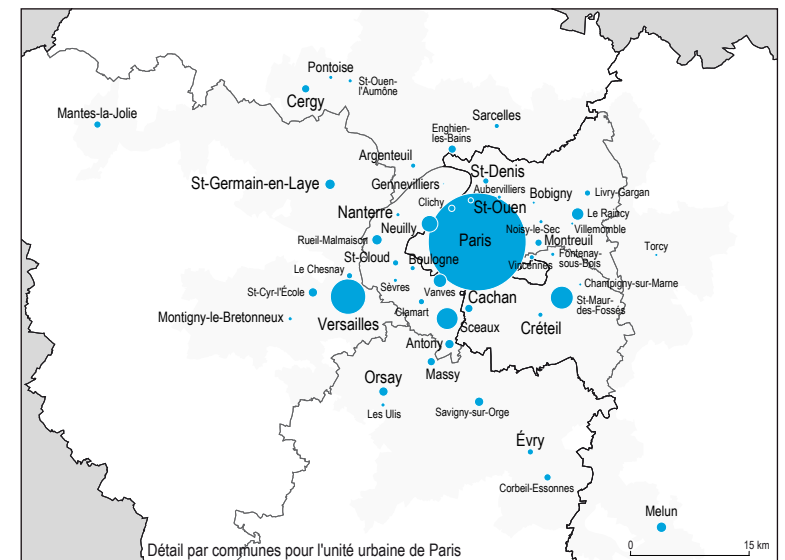 Pontoise
St-Ouen-
l'Aumône
Cergy
Mantes-la-Jolie
Sarcelles
Enghien-
les-Bains
Argenteuil
St-Denis
St-Germain-en-Laye
Gennevilliers
Aubervilliers
Bobigny
Livry-Gargan
Clichy
St-Ouen
Nanterre
Le Raincy
Neuilly
Noisy-le-Sec
Villemomble
Rueil-Malmaison
Paris
Montreuil
Torcy
St-Cloud
Boulogne
Vincennes
Fontenay-
sous-Bois
Le Chesnay
Sèvres
Champigny-sur-Marne
St-Cyr-l'École
Vanves
Cachan
St-Maur-
des-Fossés
Clamart
Montigny-le-Bretonneux
Versailles
Sceaux
Créteil
Antony
Massy
Orsay
Les Ulis
Savigny-sur-Orge
Évry
Corbeil-Essonnes
Melun
0 15 km
Détail par communes pour l'unité urbaine de Paris